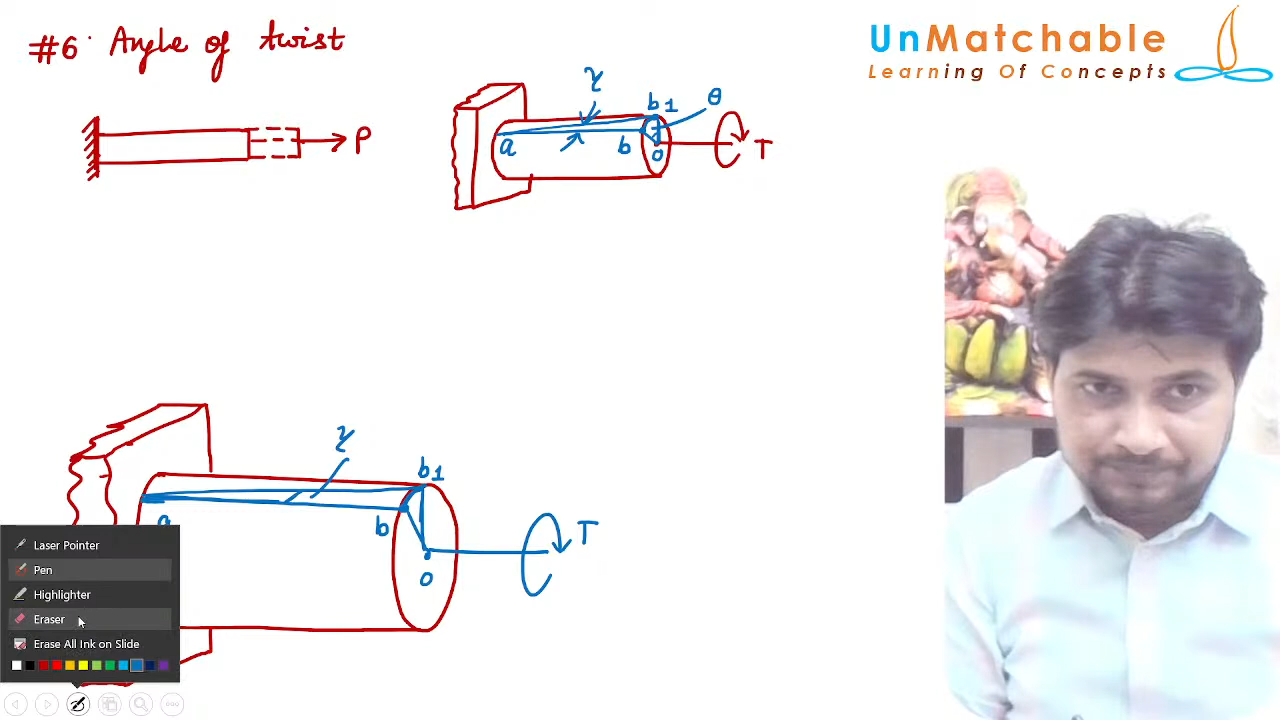 #6. Angle of twist
UnMatchable
Learning Of Concepts
P
γ
b1
θ
a
b
o
T
γ
b1
a
b
o
T
Laser Pointer
Pen
Highlighter
Eraser
Erase All Ink on Slide